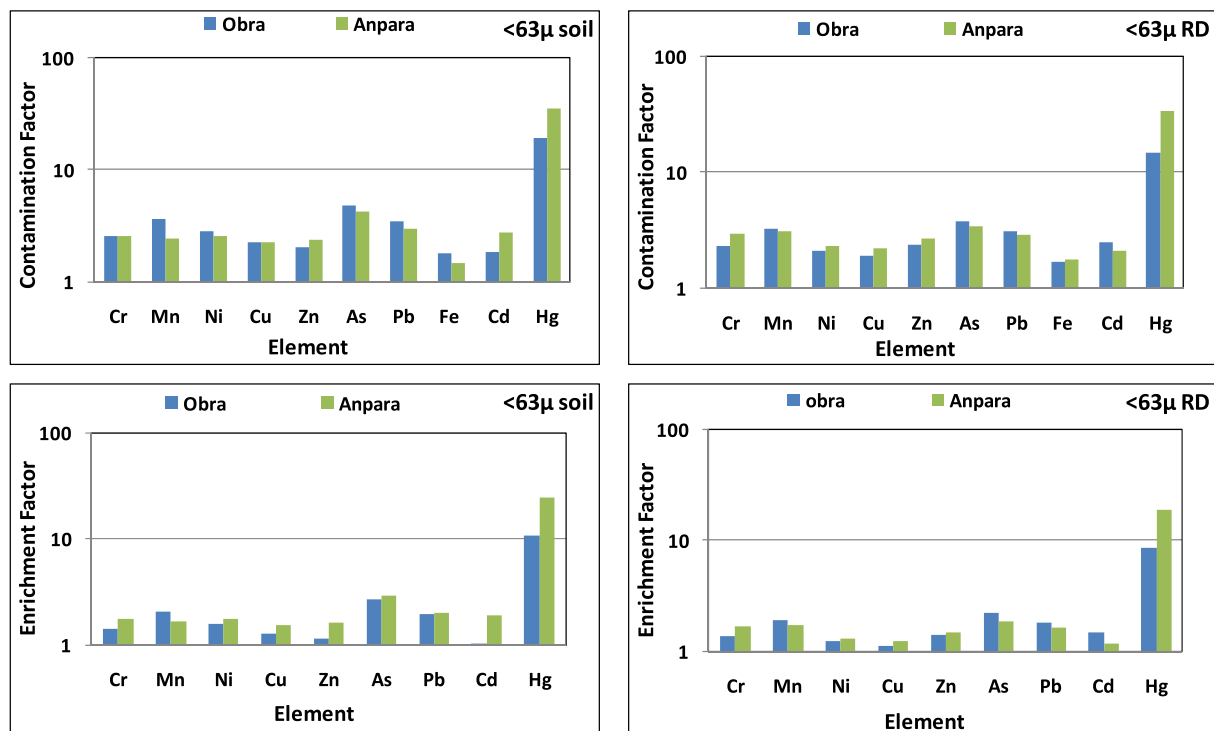 Obra Anpara <63µ soil
100
10
1
Contamination Factor
Cr Mn Ni Cu Zn As Pb Fe Cd Hg
Element
Obra Anpara <63µ RD
100
10
1
Contamination Factor
Cr Mn Ni Cu Zn As Pb Fe Cd Hg
Element
Obra Anpara <63µ soil
100
10
1
Enrichment Factor
Cr Mn Ni Cu Zn As Pb Cd Hg
Element
obra Anpara <63µ RD
100
10
1
Enrichment Factor
Cr Mn Ni Cu Zn As Pb Cd Hg
Element